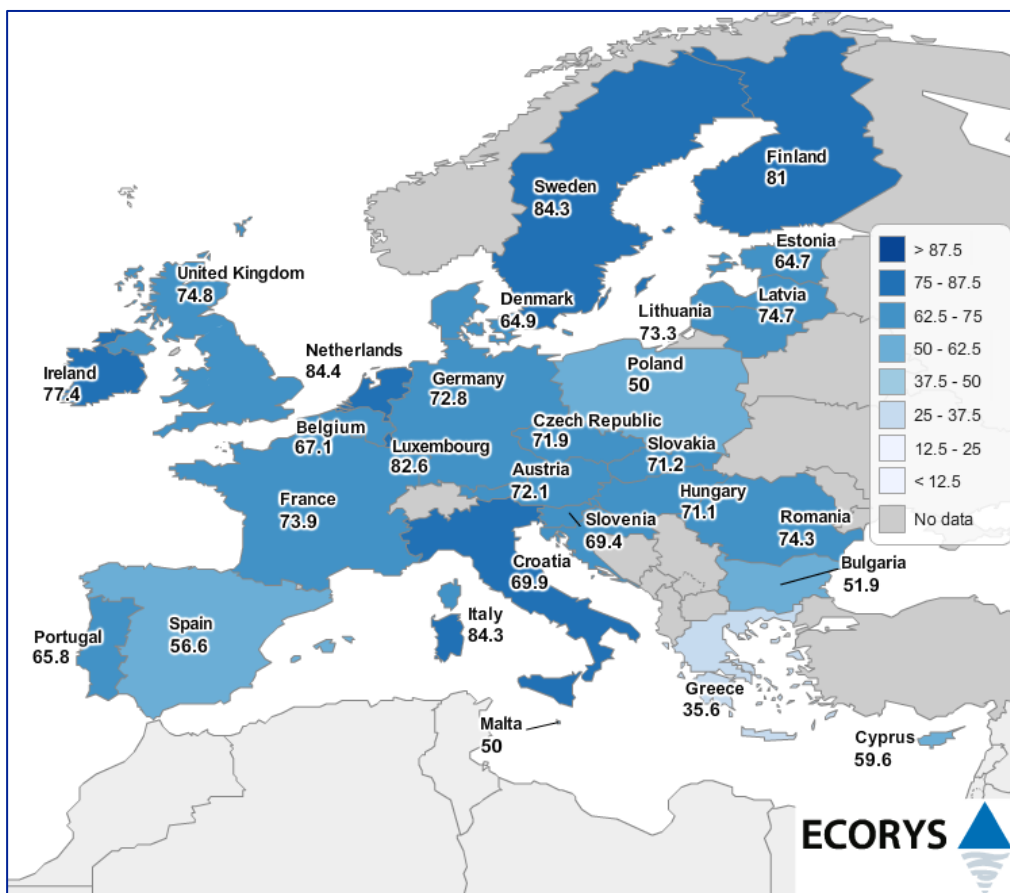 Finland
81
Sweden
84.3
Estonia
64.7
United Kingdom
74.8
Denmark
64.9
Latvia
74.7
Lithuania
73.3
Netherlands
84.4
Ireland
77.4
Germany
72.8
Poland
50
Belgium
67.1
Czech Republic
71.9
Luxembourg
82.6
Slovakia
71.2
Austria
72.1
France
73.9
Hungary
71.1
Slovenia
69.4
Romania
74.3
Croatia
69.9
Bulgaria
51.9
Italy
84.3
Spain
56.6
Portugal
65.8
Greece
35.6
Malta
50
Cyprus
59.6
> 87.5
75 - 87.5
62.5 - 75
50 - 62.5
37.5 - 50
25 - 37.5
12.5 - 25
< 12.5
No data
ECORYS